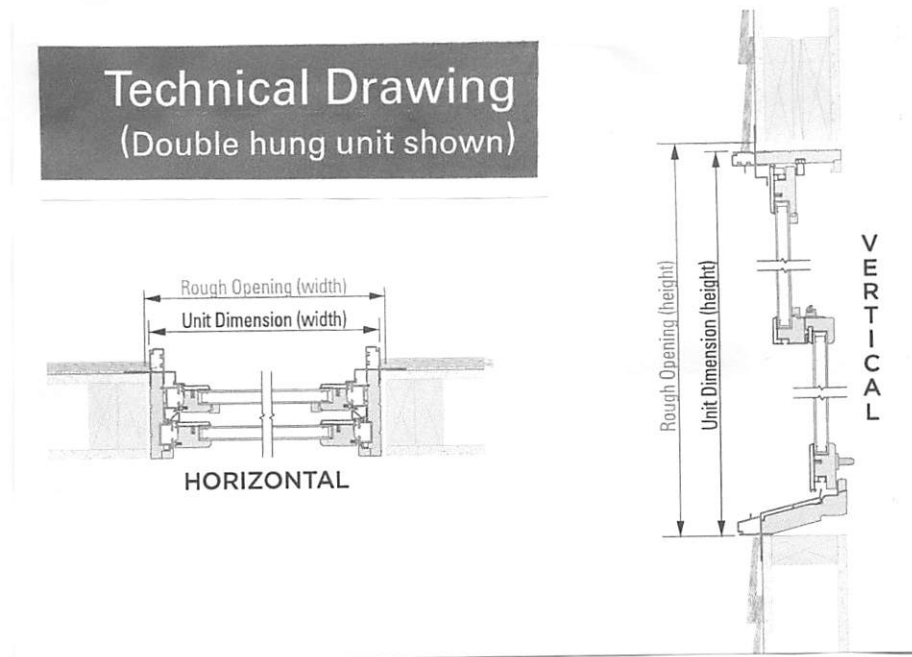 Technical Drawing
(Double hung unit shown)
Rough Opening (width)
Unit Dimension (width)
HORIZONTAL
Rough Opening (height)
Unit Dimension (height)
VERTICAL